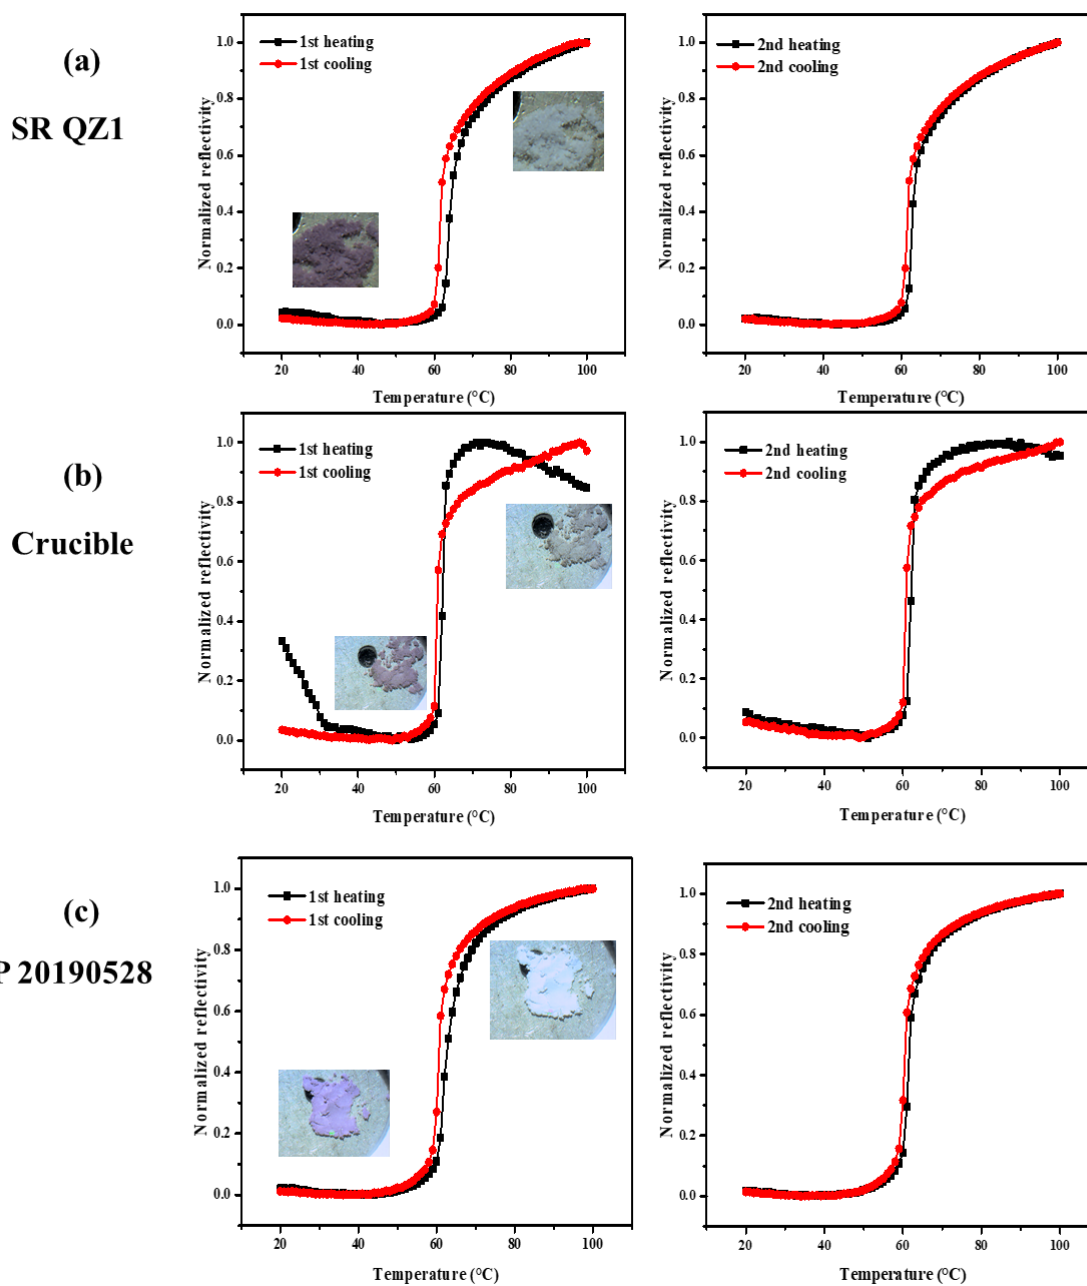 (a)
SR QZ1
1st heating
1st cooling
Normalized reflectivity
1.0
0.8
0.6
0.4
0.2
0.0
20 40 60 80 100
Temperature (°C)
2nd heating
2nd cooling
Normalized reflectivity
1.0
0.8
0.6
0.4
0.2
0.0
20 40 60 80 100
Temperature (°C)
(b)
Crucible
1st heating
1st cooling
Normalized reflectivity
1.0
0.8
0.6
0.4
0.2
0.0
20 40 60 80 100
Temperature (°C)
2nd heating
2nd cooling
Normalized reflectivity
1.0
0.8
0.6
0.4
0.2
0.0
20 40 60 80 100
Temperature (°C)
(c)
P 20190528
1st heating
1st cooling
Normalized reflectivity
1.0
0.8
0.6
0.4
0.2
0.0
20 40 60 80 100
Temperature (°C)
2nd heating
2nd cooling
Normalized reflectivity
1.0
0.8
0.6
0.4
0.2
0.0
20 40 60 80 100
Temperature (°C)